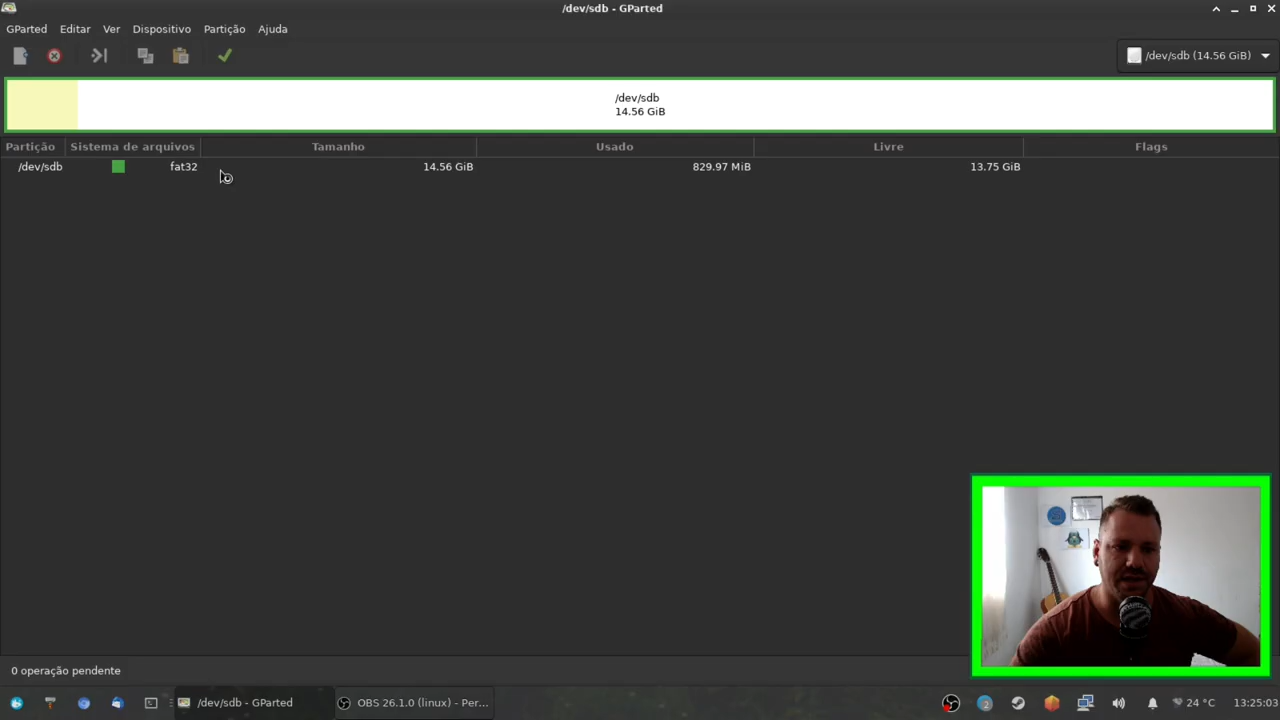 /dev/sdb - GParted
GParted Editar Ver Dispositivo Partição Ajuda
/dev/sdb (14.56 GiB)
/dev/sdb
14.56 GiB
Partição Sistema de arquivos Tamanho Usado Livre Flags
/dev/sdb fat32 14.56 GiB 829.97 MiB 13.75 GiB
0 operação pendente
/dev/sdb - GParted OBS 26.1.0 (linux) - Per... 2 24 °C 13:25:03